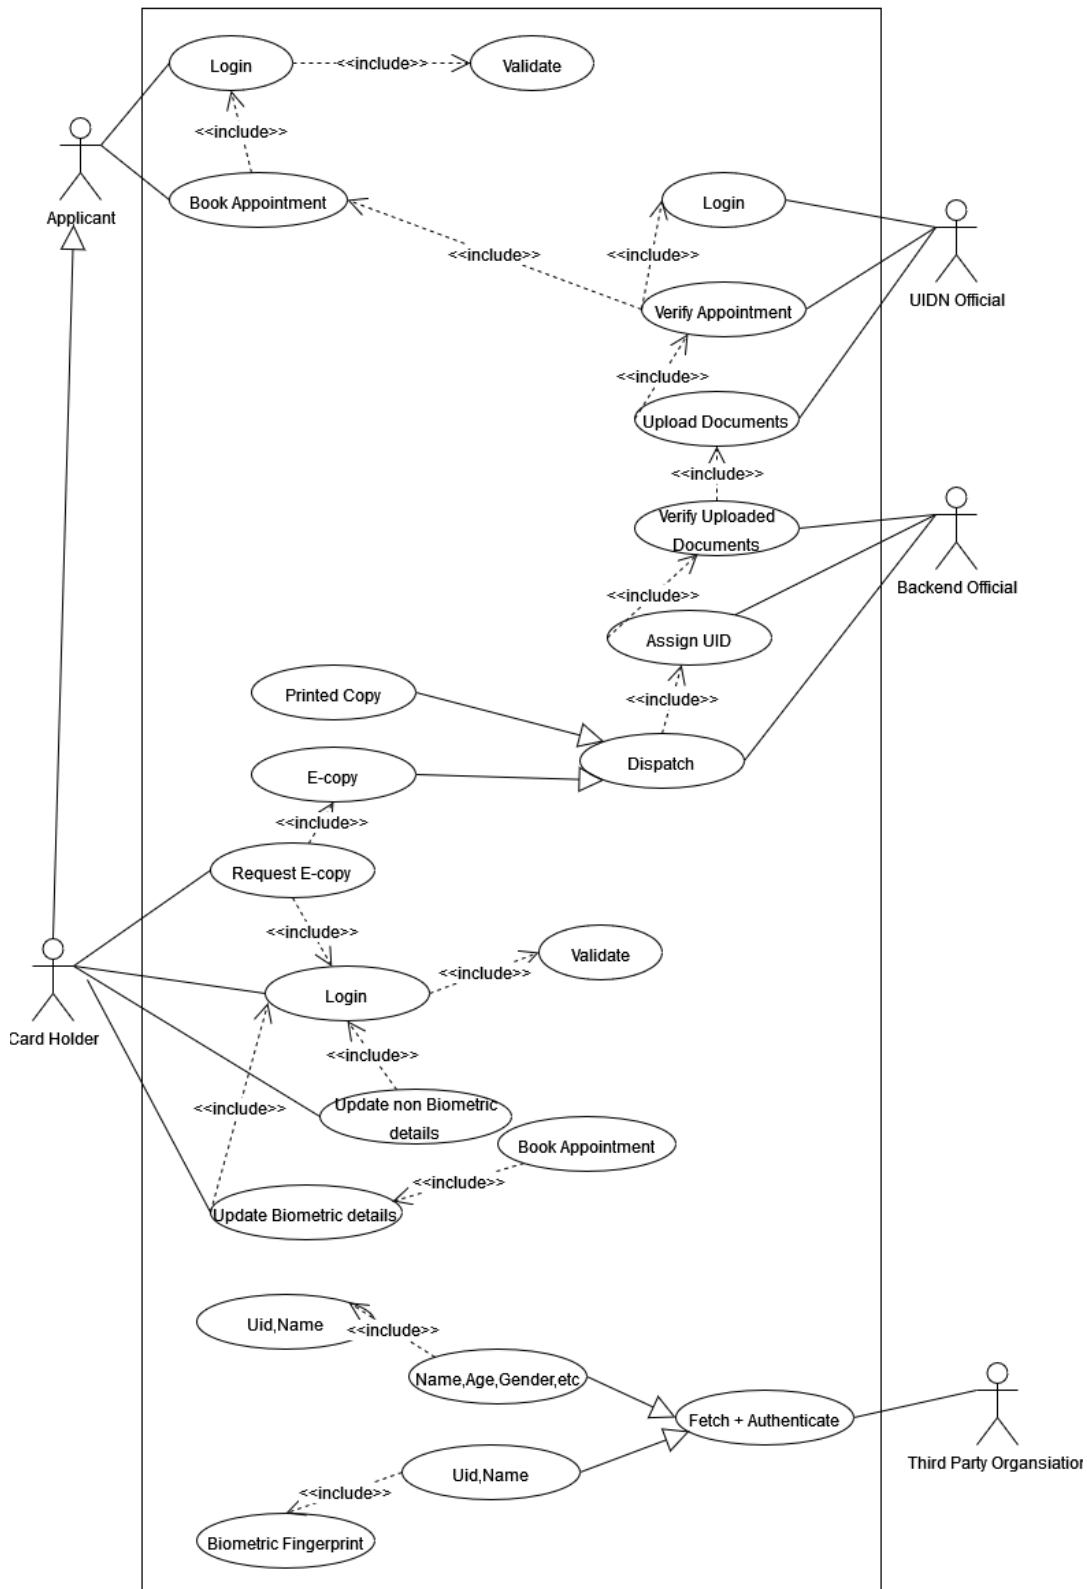 Login
<<include>>
Validate
<<include>>
Applicant
Book Appointment
Login
<<include>>
<<include>>
UIDN Official
Verify Appointment
<<include>>
Upload Documents
<<include>>
Verify Uploaded
Documents
Backend Official
<<include>>
Assign UID
Printed Copy
<<include>>
Dispatch
E-copy
<<include>>
Request E-copy
<<include>>
Validate
<<include>>
Login
Card Holder
<<include>>
Update non Biometric
details
<<include>>
Book Appointment
<<include>>
Update Biometric details
Uid,Name
<<include>>
Name,Age,Gender,etc
Fetch + Authenticate
Third Party Organsiation
Uid,Name
<<include>>
Biometric Fingerprint